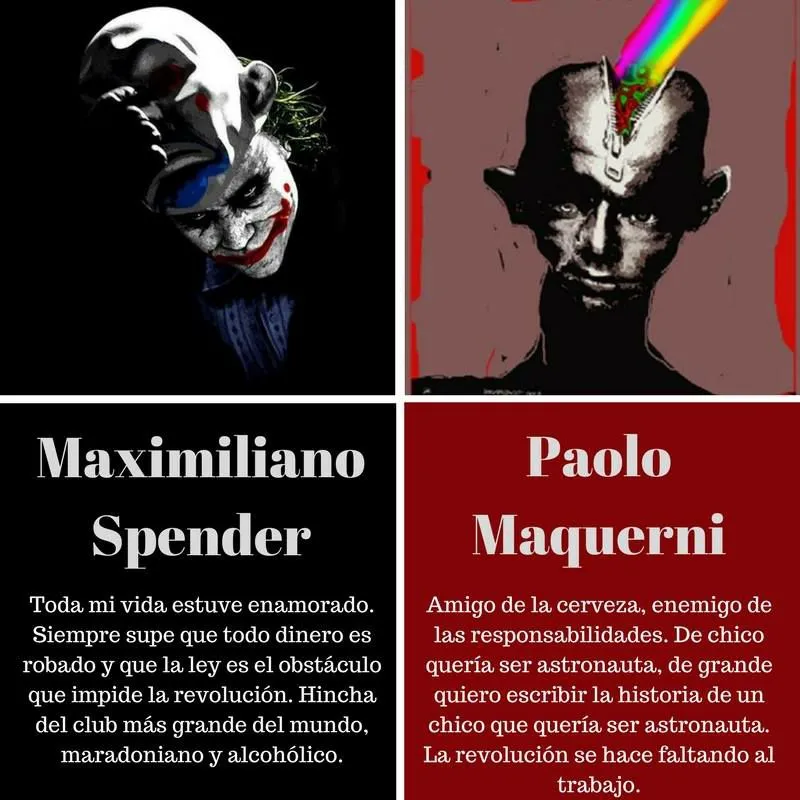 Maximiliano
Spender
Toda mi vida estuve enamorado.
Siempre supe que todo dinero es
robado y que la ley es el obstáculo
que impide la revolución. Hincha
del club más grande del mundo,
maradoniano y alcohólico.
Paolo
Maquerni
Amigo de la cerveza, enemigo de
las responsabilidades. De chico
quería ser astronauta, de grande
quiero escribir la historia de un
chico que quería ser astronauta.
La revolución se hace faltando al
trabajo.